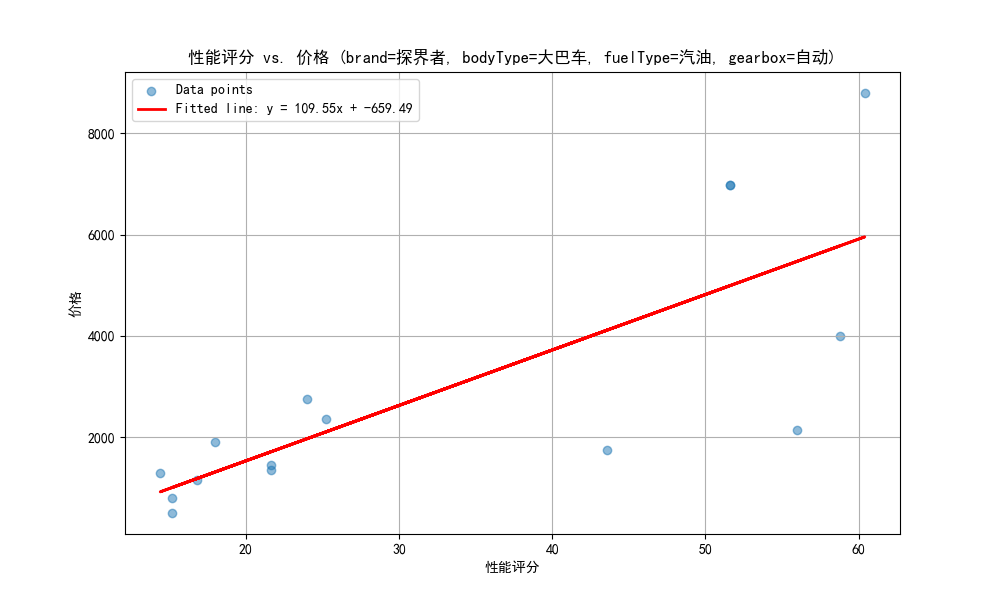 性能评分 vs. 价格 (brand=探界者, bodyType=大巴车, fuelType=汽油, gearbox=自动)
Data points
Fitted line: y = 109.55x + -659.49
8000
6000
4000
2000
价格
20 30 40 50 60
性能评分